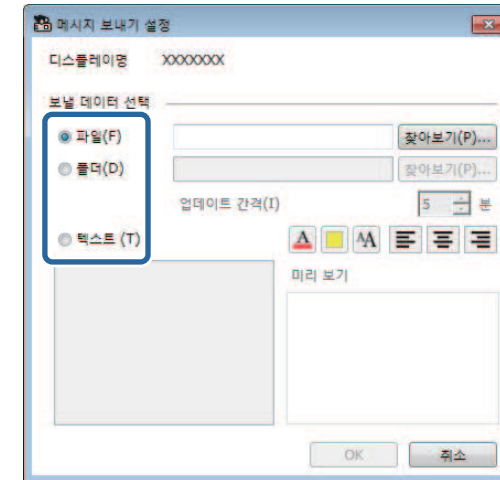 메시지 보내기 설정
디스플레이명 XXXXXXX
보낼 데이터 선택
파일(F) 찾아보기(P)...
폴더(D) 찾아보기(P)...
업데이트 간격(I) 5 분
텍스트 (T) A AA
미리 보기
OK 취소